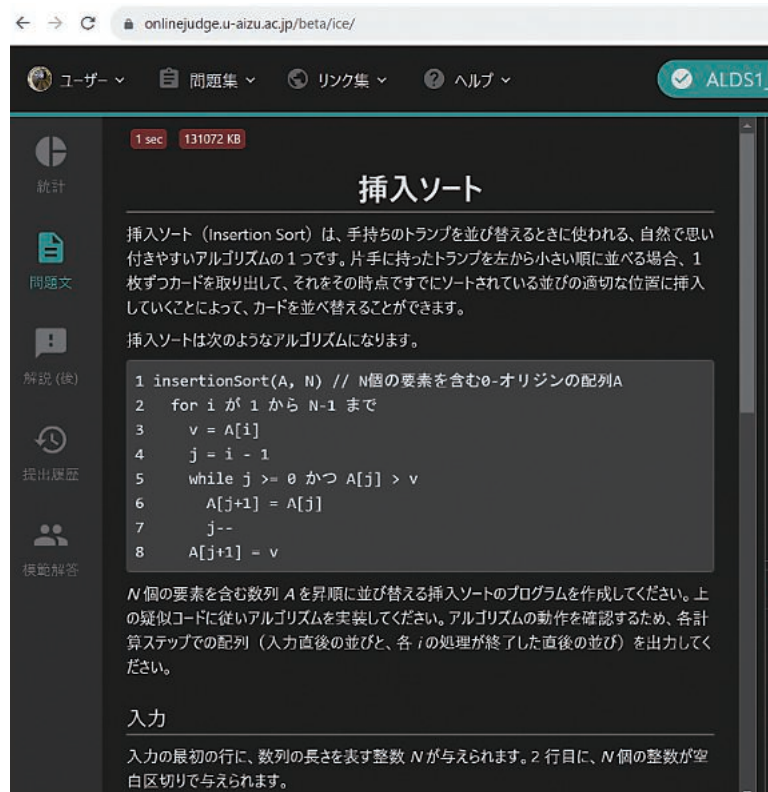 onlinejudge.u-aizu.ac.jp/beta/ice/
ユーザー 問題集 リンク集 ヘルプ ALDS1_
1 sec 131072 KB
統計
問題文
解説 (後)
提出履歴
模範解答
挿入ソート
挿入ソート（Insertion Sort）は、手持ちのトランプを並び替えるときに使われる、自然で思い
付きやすいアルゴリズムの１つです。片手に持ったトランプを左から小さい順に並べる場合、1
枚ずつカードを取り出して、それをその時点ですでにソートされている並びの適切な位置に挿入
していくことによって、カードを並べ替えることができます。
挿入ソートは次のようなアルゴリズムになります。
1 insertionSort(A, N) // N個の要素を含む0-オリジンの配列A
2   for i が 1 から N-1 まで
3     v = A[i]
4     j = i - 1
5     while j >= 0 かつ A[j] > v
6       A[j+1] = A[j]
7       j--
8     A[j+1] = v
N 個の要素を含む数列 A を昇順に並び替える挿入ソートのプログラムを作成してください。上
の疑似コードに従いアルゴリズムを実装してください。アルゴリズムの動作を確認するため、各計
算ステップでの配列（入力直後の並びと、各 i の処理が終了した直後の並び）を出力してく
ださい。
入力
入力の最初の行に、数列の長さを表す整数 N が与えられます。2 行目に、N 個の整数が空
白区切りで与えられます。